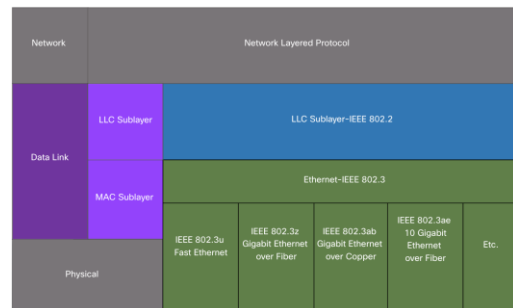 Network
Network Layered Protocol
LLC Sublayer
LLC Sublayer-IEEE 802.2
Data Link
MAC Sublayer
Ethernet-IEEE 802.3
IEEE 802.3u
Fast Ethernet
IEEE 802.3z
Gigabit Ethernet
over Fiber
IEEE 802.3ab
Gigabit Ethernet
over Copper
IEEE 802.3ae
10 Gigabit
Ethernet
over Fiber
Etc.
Physical